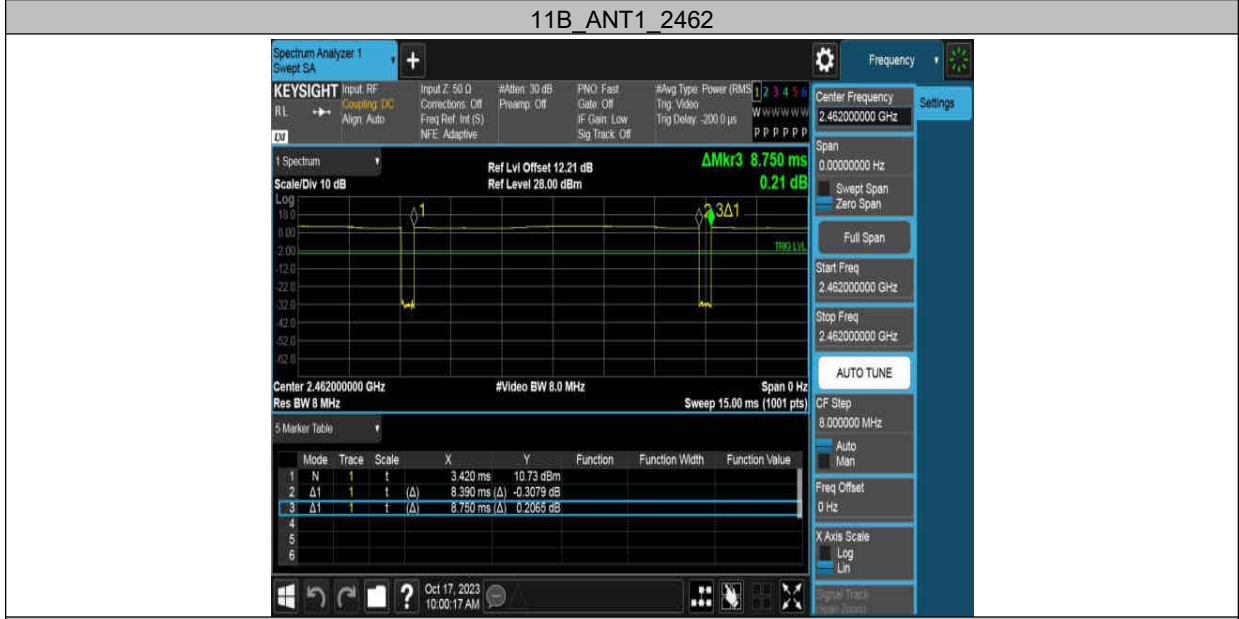 11B_ANT1_2462
Spectrum Analyzer 1
Swept SA
+
Frequency
KEYSIGHT
RL
LXI
Input: RF
Coupling: DC
Align: Auto
Input Z: 50 Ω
Corrections: Off
Freq Ref: Int (S)
NFE: Adaptive
#Atten: 30 dB
Preamp: Off
PNO: Fast
Gate: Off
IF Gain: Low
Sig Track: Off
#Avg Type: Power (RMS
Trig: Video
Trig Delay: -200.0 µs
1 2 3 4 5 6
W W W W W W
P P P P P P
Center Frequency
2.462000000 GHz
Settings
1 Spectrum
Scale/Div 10 dB
Ref Lvl Offset 12.21 dB
Ref Level 28.00 dBm
ΔMkr3 8.750 ms
0.21 dB
Log
18.0
8.00
-2.00
-12.0
-22.0
-32.0
-42.0
-52.0
-62.0
1
2 3Δ1
TRIG LVL
Center 2.462000000 GHz
Res BW 8 MHz
#Video BW 8.0 MHz
Span 0 Hz
Sweep 15.00 ms (1001 pts)
Span
0.00000000 Hz
Swept Span
Zero Span
Full Span
Start Freq
2.462000000 GHz
Stop Freq
2.462000000 GHz
AUTO TUNE
CF Step
8.000000 MHz
Auto
Man
Freq Offset
0 Hz
X Axis Scale
Log
Lin
Signal Track
(Span Zoom)
5 Marker Table
Mode Trace Scale X Y Function Function Width Function Value
1 N 1 t 3.420 ms 10.73 dBm
2 Δ1 1 t (Δ) 8.390 ms (Δ) -0.3079 dB
3 Δ1 1 t (Δ) 8.750 ms (Δ) 0.2065 dB
4
5
6
?
Oct 17, 2023
10:00:17 AM